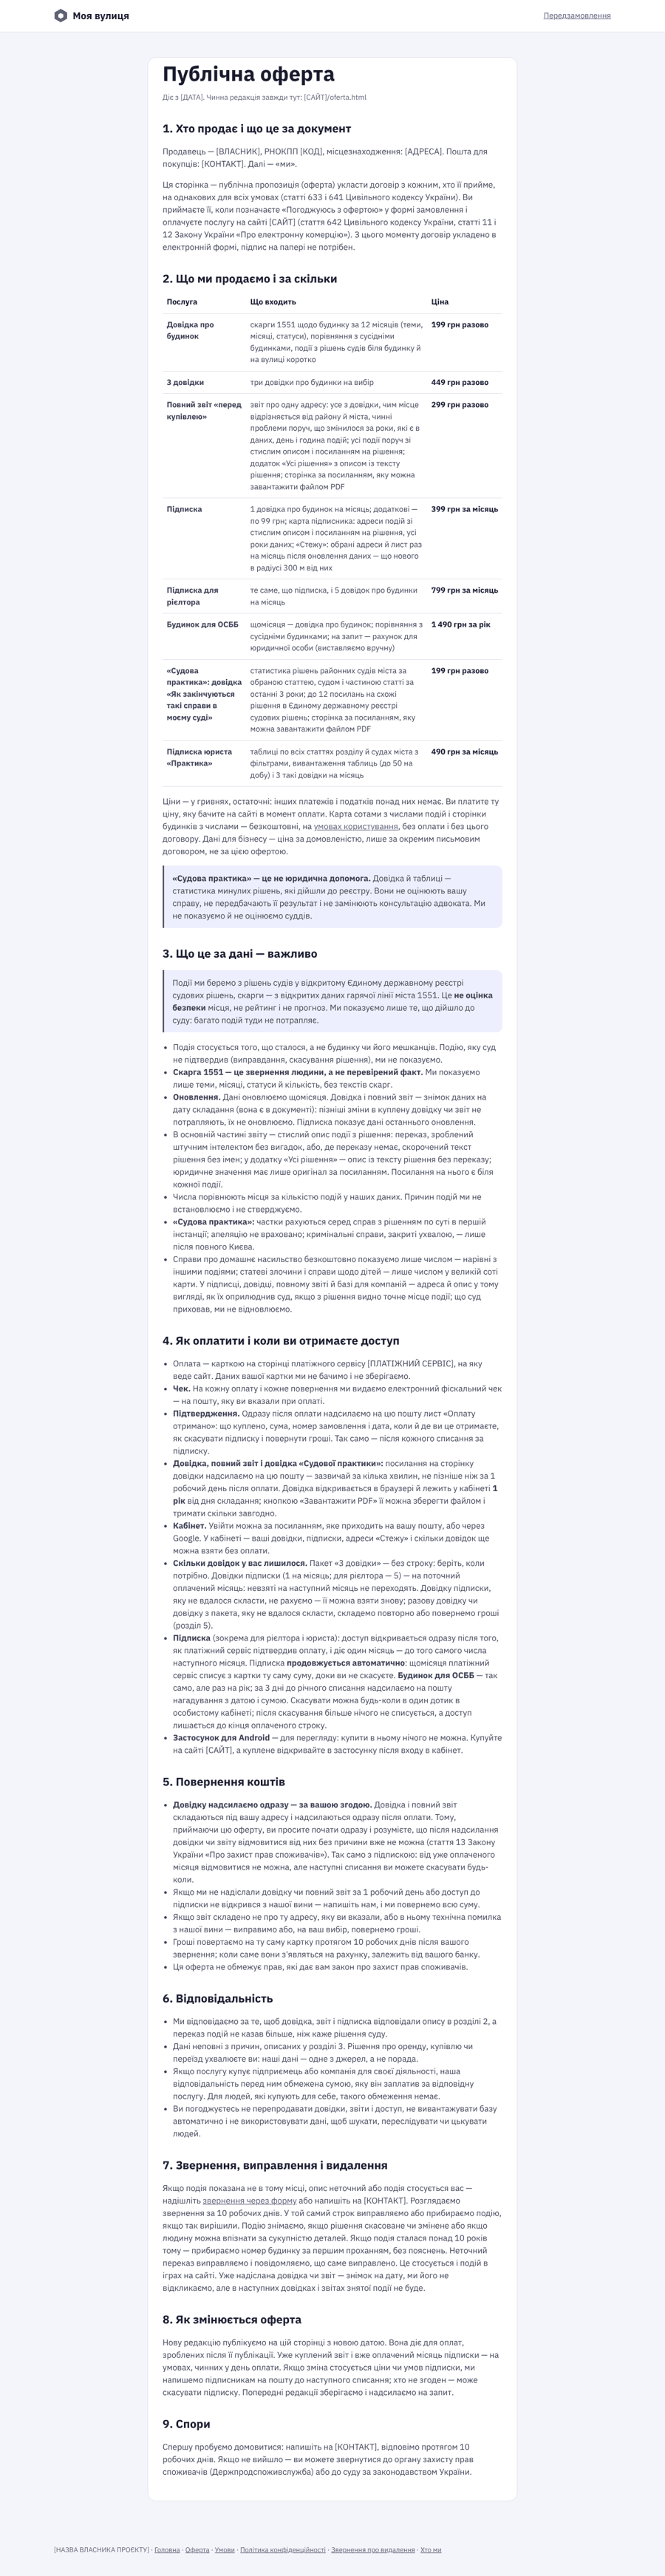 Моя вулиця
Передзамовлення
Публічна оферта
Діє з [ДАТА]. Чинна редакція завжди тут: [САЙТ]/oferta.html
1. Хто продає і що це за документ
Продавець — [ВЛАСНИК], РНОКПП [КОД], місцезнаходження: [АДРЕСА]. Пошта для
покупців: [КОНТАКТ]. Далі — «ми».
Ця сторінка — публічна пропозиція (оферта) укласти договір з кожним, хто її прийме,
на однакових для всіх умовах (статті 633 і 641 Цивільного кодексу України). Ви
приймаєте її, коли позначаєте «Погоджуюсь з офертою» у формі замовлення і
оплачуєте послугу на сайті [САЙТ] (стаття 642 Цивільного кодексу України, статті 11 і
12 Закону України «Про електронну комерцію»). З цього моменту договір укладено в
електронній формі, підпис на папері не потрібен.
2. Що ми продаємо і за скільки
Послуга Що входить Ціна
Довідка про
будинок
скарги 1551 щодо будинку за 12 місяців (теми,
місяці, статуси), порівняння з сусідніми
будинками, події з рішень судів біля будинку й
на вулиці коротко
199 грн разово
3 довідки три довідки про будинки на вибір 449 грн разово
Повний звіт «перед
купівлею»
звіт про одну адресу: усе з довідки, чим місце
відрізняється від району й міста, чинні
проблеми поруч, що змінилося за роки, які є в
даних, день і година подій; усі події поруч зі
стислим описом і посиланням на рішення;
додаток «Усі рішення» з описом із тексту
рішення; сторінка за посиланням, яку можна
завантажити файлом PDF
299 грн разово
Підписка
1 довідка про будинок на місяць; додаткові —
по 99 грн; карта підписника: адреси подій зі
стислим описом і посиланням на рішення, усі
роки даних; «Стежу»: обрані адреси й лист раз
на місяць після оновлення даних — що нового
в радіусі 300 м від них
399 грн за місяць
Підписка для
рієлтора
те саме, що підписка, і 5 довідок про будинки
на місяць
799 грн за місяць
Будинок для ОСББ
щомісяця — довідка про будинок; порівняння з
сусідніми будинками; на запит — рахунок для
юридичної особи (виставляємо вручну)
1 490 грн за рік
«Судова
практика»: довідка
«Як закінчуються
такі справи в
моєму суді»
статистика рішень районних судів міста за
обраною статтею, судом і частиною статті за
останні 3 роки; до 12 посилань на схожі
рішення в Єдиному державному реєстрі
судових рішень; сторінка за посиланням, яку
можна завантажити файлом PDF
199 грн разово
Підписка юриста
«Практика»
таблиці по всіх статтях розділу й судах міста з
фільтрами, вивантаження таблиць (до 50 на
добу) і 3 такі довідки на місяць
490 грн за місяць
Ціни — у гривнях, остаточні: інших платежів і податків понад них немає. Ви платите ту
ціну, яку бачите на сайті в момент оплати. Карта сотами з числами подій і сторінки
будинків з числами — безкоштовні, на умовах користування, без оплати і без цього
договору. Дані для бізнесу — ціна за домовленістю, лише за окремим письмовим
договором, не за цією офертою.
«Судова практика» — це не юридична допомога. Довідка й таблиці —
статистика минулих рішень, які дійшли до реєстру. Вони не оцінюють вашу
справу, не передбачають її результат і не замінюють консультацію адвоката. Ми
не показуємо й не оцінюємо суддів.
3. Що це за дані — важливо
Події ми беремо з рішень судів у відкритому Єдиному державному реєстрі
судових рішень, скарги — з відкритих даних гарячої лінії міста 1551. Це не оцінка
безпеки місця, не рейтинг і не прогноз. Ми показуємо лише те, що дійшло до
суду: багато подій туди не потрапляє.
• Подія стосується того, що сталося, а не будинку чи його мешканців. Подію, яку суд
не підтвердив (виправдання, скасування рішення), ми не показуємо.
• Скарга 1551 — це звернення людини, а не перевірений факт. Ми показуємо
лише теми, місяці, статуси й кількість, без текстів скарг.
• Оновлення. Дані оновлюємо щомісяця. Довідка і повний звіт — знімок даних на
дату складання (вона є в документі): пізніші зміни в куплену довідку чи звіт не
потрапляють, їх не оновлюємо. Підписка показує дані останнього оновлення.
• В основній частині звіту — стислий опис події з рішення: переказ, зроблений
штучним інтелектом без вигадок, або, де переказу немає, скорочений текст
рішення без імен; у додатку «Усі рішення» — опис із тексту рішення без переказу;
юридичне значення має лише оригінал за посиланням. Посилання на нього є біля
кожної події.
• Числа порівнюють місця за кількістю подій у наших даних. Причин подій ми не
встановлюємо і не стверджуємо.
• «Судова практика»: частки рахуються серед справ з рішенням по суті в першій
інстанції; апеляцію не враховано; кримінальні справи, закриті ухвалою, — лише
після повного Києва.
• Справи про домашнє насильство безкоштовно показуємо лише числом — нарівні з
іншими подіями; статеві злочини і справи щодо дітей — лише числом у великій соті
карти. У підписці, довідці, повному звіті й базі для компаній — адреса й опис у тому
вигляді, як їх оприлюднив суд, якщо з рішення видно точне місце події; що суд
приховав, ми не відновлюємо.
4. Як оплатити і коли ви отримаєте доступ
• Оплата — карткою на сторінці платіжного сервісу [ПЛАТІЖНИЙ СЕРВІС], на яку
веде сайт. Даних вашої картки ми не бачимо і не зберігаємо.
• Чек. На кожну оплату і кожне повернення ми видаємо електронний фіскальний чек
— на пошту, яку ви вказали при оплаті.
• Підтвердження. Одразу після оплати надсилаємо на цю пошту лист «Оплату
отримано»: що куплено, сума, номер замовлення і дата, коли й де ви це отримаєте,
як скасувати підписку і повернути гроші. Так само — після кожного списання за
підписку.
• Довідка, повний звіт і довідка «Судової практики»: посилання на сторінку
довідки надсилаємо на цю пошту — зазвичай за кілька хвилин, не пізніше ніж за 1
робочий день після оплати. Довідка відкривається в браузері й лежить у кабінеті 1
рік від дня складання; кнопкою «Завантажити PDF» її можна зберегти файлом і
тримати скільки завгодно.
• Кабінет. Увійти можна за посиланням, яке приходить на вашу пошту, або через
Google. У кабінеті — ваші довідки, підписки, адреси «Стежу» і скільки довідок ще
можна взяти без оплати.
• Скільки довідок у вас лишилося. Пакет «3 довідки» — без строку: беріть, коли
потрібно. Довідки підписки (1 на місяць; для рієлтора — 5) — на поточний
оплачений місяць: невзяті на наступний місяць не переходять. Довідку підписки,
яку не вдалося скласти, не рахуємо — її можна взяти знову; разову довідку чи
довідку з пакета, яку не вдалося скласти, складемо повторно або повернемо гроші
(розділ 5).
• Підписка (зокрема для рієлтора і юриста): доступ відкривається одразу після того,
як платіжний сервіс підтвердив оплату, і діє один місяць — до того самого числа
наступного місяця. Підписка продовжується автоматично: щомісяця платіжний
сервіс списує з картки ту саму суму, доки ви не скасуєте. Будинок для ОСББ — так
само, але раз на рік; за 3 дні до річного списання надсилаємо на пошту
нагадування з датою і сумою. Скасувати можна будь-коли в один дотик в
особистому кабінеті; після скасування більше нічого не списується, а доступ
лишається до кінця оплаченого строку.
• Застосунок для Android — для перегляду: купити в ньому нічого не можна. Купуйте
на сайті [САЙТ], а куплене відкривайте в застосунку після входу в кабінет.
5. Повернення коштів
• Довідку надсилаємо одразу — за вашою згодою. Довідка і повний звіт
складаються під вашу адресу і надсилаються одразу після оплати. Тому,
приймаючи цю оферту, ви просите почати одразу і розумієте, що після надсилання
довідки чи звіту відмовитися від них без причини вже не можна (стаття 13 Закону
України «Про захист прав споживачів»). Так само з підпискою: від уже оплаченого
місяця відмовитися не можна, але наступні списання ви можете скасувати будь-
коли.
• Якщо ми не надіслали довідку чи повний звіт за 1 робочий день або доступ до
підписки не відкрився з нашої вини — напишіть нам, і ми повернемо всю суму.
• Якщо звіт складено не про ту адресу, яку ви вказали, або в ньому технічна помилка
з нашої вини — виправимо або, на ваш вибір, повернемо гроші.
• Гроші повертаємо на ту саму картку протягом 10 робочих днів після вашого
звернення; коли саме вони з'являться на рахунку, залежить від вашого банку.
• Ця оферта не обмежує прав, які дає вам закон про захист прав споживачів.
6. Відповідальність
• Ми відповідаємо за те, щоб довідка, звіт і підписка відповідали опису в розділі 2, а
переказ подій не казав більше, ніж каже рішення суду.
• Дані неповні з причин, описаних у розділі 3. Рішення про оренду, купівлю чи
переїзд ухвалюєте ви: наші дані — одне з джерел, а не порада.
• Якщо послугу купує підприємець або компанія для своєї діяльності, наша
відповідальність перед ним обмежена сумою, яку він заплатив за відповідну
послугу. Для людей, які купують для себе, такого обмеження немає.
• Ви погоджуєтесь не перепродавати довідки, звіти і доступ, не вивантажувати базу
автоматично і не використовувати дані, щоб шукати, переслідувати чи цькувати
людей.
7. Звернення, виправлення і видалення
Якщо подія показана не в тому місці, опис неточний або подія стосується вас —
надішліть звернення через форму або напишіть на [КОНТАКТ]. Розглядаємо
звернення за 10 робочих днів. У той самий строк виправляємо або прибираємо подію,
якщо так вирішили. Подію знімаємо, якщо рішення скасоване чи змінене або якщо
людину можна впізнати за сукупністю деталей. Якщо подія сталася понад 10 років
тому — прибираємо номер будинку за першим проханням, без пояснень. Неточний
переказ виправляємо і повідомляємо, що саме виправлено. Це стосується і подій в
іграх на сайті. Уже надіслана довідка чи звіт — знімок на дату, ми його не
відкликаємо, але в наступних довідках і звітах знятої події не буде.
8. Як змінюється оферта
Нову редакцію публікуємо на цій сторінці з новою датою. Вона діє для оплат,
зроблених після її публікації. Уже куплений звіт і вже оплачений місяць підписки — на
умовах, чинних у день оплати. Якщо зміна стосується ціни чи умов підписки, ми
напишемо підписникам на пошту до наступного списання; хто не згоден — може
скасувати підписку. Попередні редакції зберігаємо і надсилаємо на запит.
9. Спори
Спершу пробуємо домовитися: напишіть на [КОНТАКТ], відповімо протягом 10
робочих днів. Якщо не вийшло — ви можете звернутися до органу захисту прав
споживачів (Держпродспоживслужба) або до суду за законодавством України.
[НАЗВА ВЛАСНИКА ПРОЄКТУ] · Головна · Оферта · Умови · Політика конфіденційності · Звернення про видалення · Хто ми